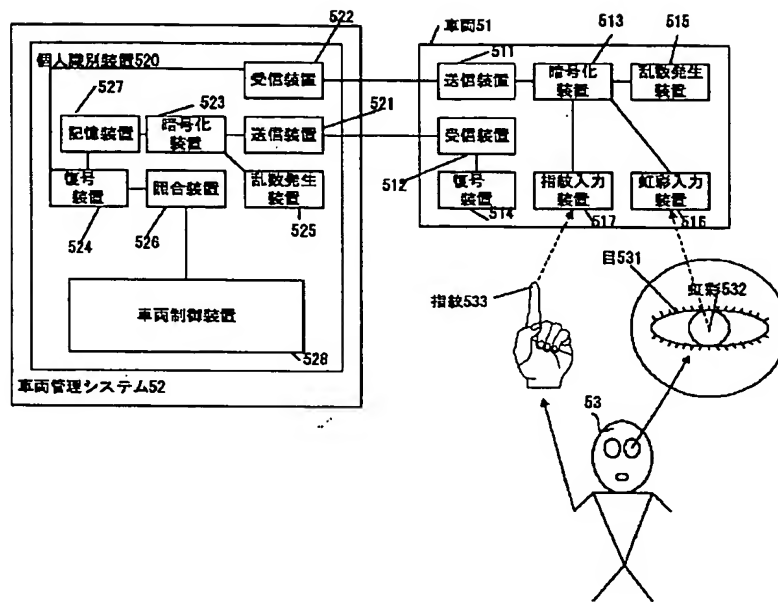 522
個人識別装置520
受信装置
527
523
521
記憶装置
暗号化
装置
送信装置
復号
装置
照合装置
乱数発生
装置
524
526
525
車両制御装置
528
車両管理システム52
車両51
511
513
515
送信装置
暗号化
装置
乱数発生
装置
受信装置
512
復号
装置
514
指紋入力
装置
517
虹彩入力
装置
516
目531
虹彩532
指紋533
53